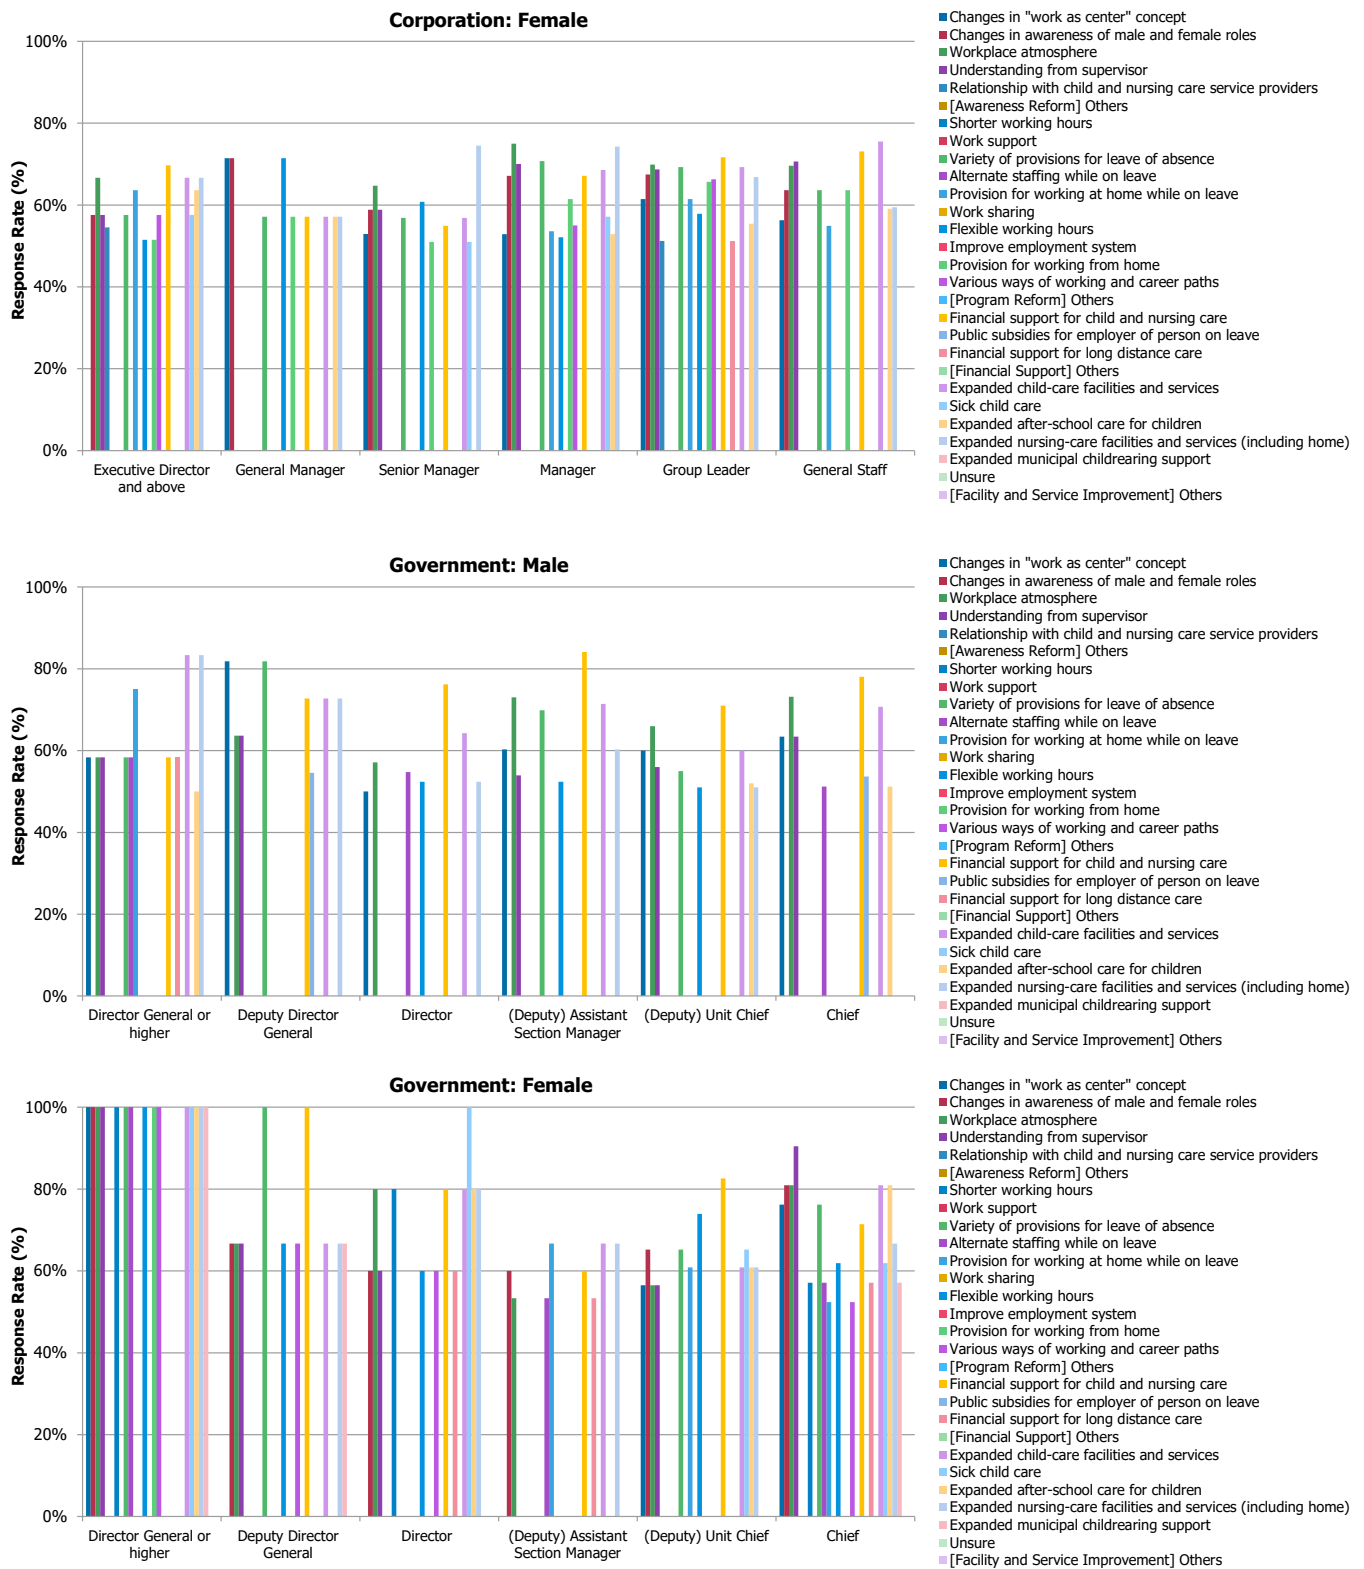 Corporation: Female
Response Rate (%)
100%
80%
60%
40%
20%
0%
Executive Director
and above
General Manager
Senior Manager
Manager
Group Leader
General Staff
Changes in "work as center" concept
Changes in awareness of male and female roles
Workplace atmosphere
Understanding from supervisor
Relationship with child and nursing care service providers
[Awareness Reform] Others
Shorter working hours
Work support
Variety of provisions for leave of absence
Alternate staffing while on leave
Provision for working at home while on leave
Work sharing
Flexible working hours
Improve employment system
Provision for working from home
Various ways of working and career paths
[Program Reform] Others
Financial support for child and nursing care
Public subsidies for employer of person on leave
Financial support for long distance care
[Financial Support] Others
Expanded child-care facilities and services
Sick child care
Expanded after-school care for children
Expanded nursing-care facilities and services (including home)
Expanded municipal childrearing support
Unsure
[Facility and Service Improvement] Others
Government: Male
Response Rate (%)
100%
80%
60%
40%
20%
0%
Director General or
higher
Deputy Director
General
Director
(Deputy) Assistant
Section Manager
(Deputy) Unit Chief
Chief
Changes in "work as center" concept
Changes in awareness of male and female roles
Workplace atmosphere
Understanding from supervisor
Relationship with child and nursing care service providers
[Awareness Reform] Others
Shorter working hours
Work support
Variety of provisions for leave of absence
Alternate staffing while on leave
Provision for working at home while on leave
Work sharing
Flexible working hours
Improve employment system
Provision for working from home
Various ways of working and career paths
[Program Reform] Others
Financial support for child and nursing care
Public subsidies for employer of person on leave
Financial support for long distance care
[Financial Support] Others
Expanded child-care facilities and services
Sick child care
Expanded after-school care for children
Expanded nursing-care facilities and services (including home)
Expanded municipal childrearing support
Unsure
[Facility and Service Improvement] Others
Government: Female
Response Rate (%)
100%
80%
60%
40%
20%
0%
Director General or
higher
Deputy Director
General
Director
(Deputy) Assistant
Section Manager
(Deputy) Unit Chief
Chief
Changes in "work as center" concept
Changes in awareness of male and female roles
Workplace atmosphere
Understanding from supervisor
Relationship with child and nursing care service providers
[Awareness Reform] Others
Shorter working hours
Work support
Variety of provisions for leave of absence
Alternate staffing while on leave
Provision for working at home while on leave
Work sharing
Flexible working hours
Improve employment system
Provision for working from home
Various ways of working and career paths
[Program Reform] Others
Financial support for child and nursing care
Public subsidies for employer of person on leave
Financial support for long distance care
[Financial Support] Others
Expanded child-care facilities and services
Sick child care
Expanded after-school care for children
Expanded nursing-care facilities and services (including home)
Expanded municipal childrearing support
Unsure
[Facility and Service Improvement] Others